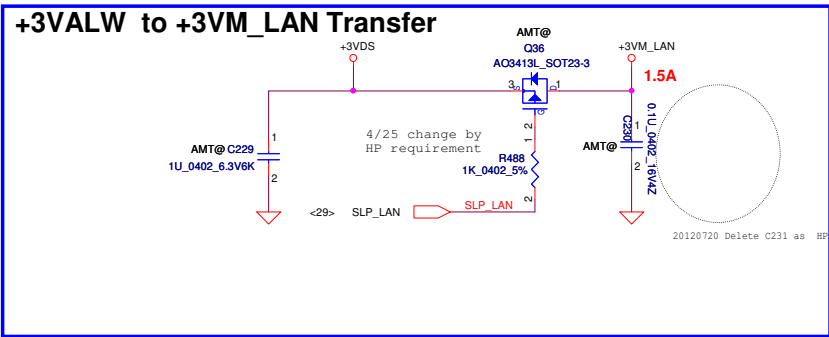 +3VALW  to +3VM_LAN Transfer
AMT@
Q36
AO3413L_SOT23-3
+3VDS
+3VM_LAN
1.5A
3
S
D
1
G
2
4/25 change by
HP requirement
1
R488
1K_0402_5%
2
AMT@ C229
1U_0402_6.3V6K
1
2
AMT@
C230
0.1U_0402_16V4Z
1
2
<29>
SLP_LAN
SLP_LAN
20120720 Delete C231 as  HP